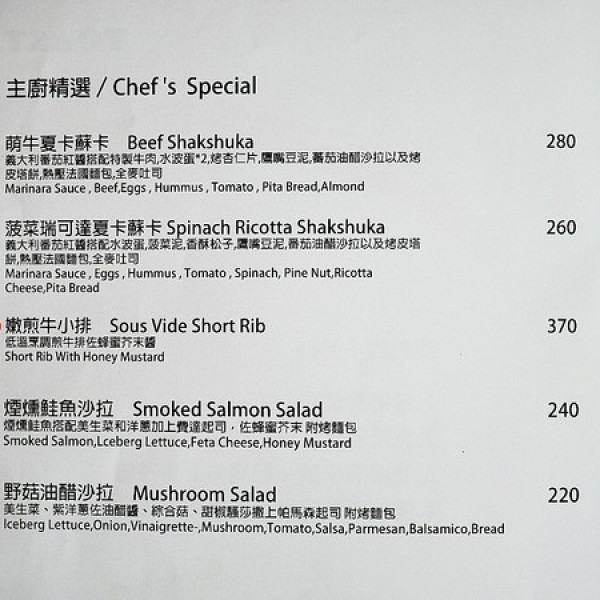 主廚精選 / Chef 's Special
萌牛夏卡蘇卡 Beef Shakshuka 280
義大利番茄紅醬搭配特製牛肉,水波蛋*2,烤杏仁片,鷹嘴豆泥,蕃茄油醋沙拉以及烤
皮塔餅,熱壓法國麵包,全麥吐司
Marinara Sauce , Beef,Eggs , Hummus , Tomato , Pita Bread,Almond
菠菜瑞可達夏卡蘇卡 Spinach Ricotta Shakshuka 260
義大利番茄紅醬搭配水波蛋,菠菜泥,香酥松子,鷹嘴豆泥,番茄油醋沙拉以及烤皮塔
餅,熱壓法國麵包,全麥吐司
Marinara Sauce , Eggs , Hummus , Tomato , Spinach, Pine Nut,Ricotta
Cheese,Pita Bread
嫩煎牛小排 Sous Vide Short Rib 370
低溫烹調煎牛排佐蜂蜜芥末醬
Short Rib With Honey Mustard
煙燻鮭魚沙拉 Smoked Salmon Salad 240
煙燻鮭魚搭配美生菜和洋蔥加上費達起司，佐蜂蜜芥末 附烤麵包
Smoked Salmon,Lceberg Lettuce,Feta Cheese,Honey Mustard
野菇油醋沙拉 Mushroom Salad 220
美生菜、紫洋蔥佐油醋醬、綜合菇、甜椒騷莎撒上帕馬森起司 附烤麵包
Iceberg Lettuce,Onion,Vinaigrette-,Mushroom,Tomato,Salsa,Parmesan,Balsamico,Bread